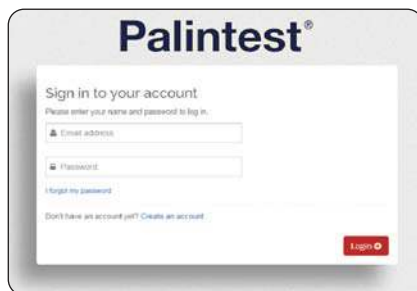 Palintest®
Sign in to your account
Please enter your name and password to log in.
Email address
Password
I forgot my password
Don't have an account yet? Create an account
Login